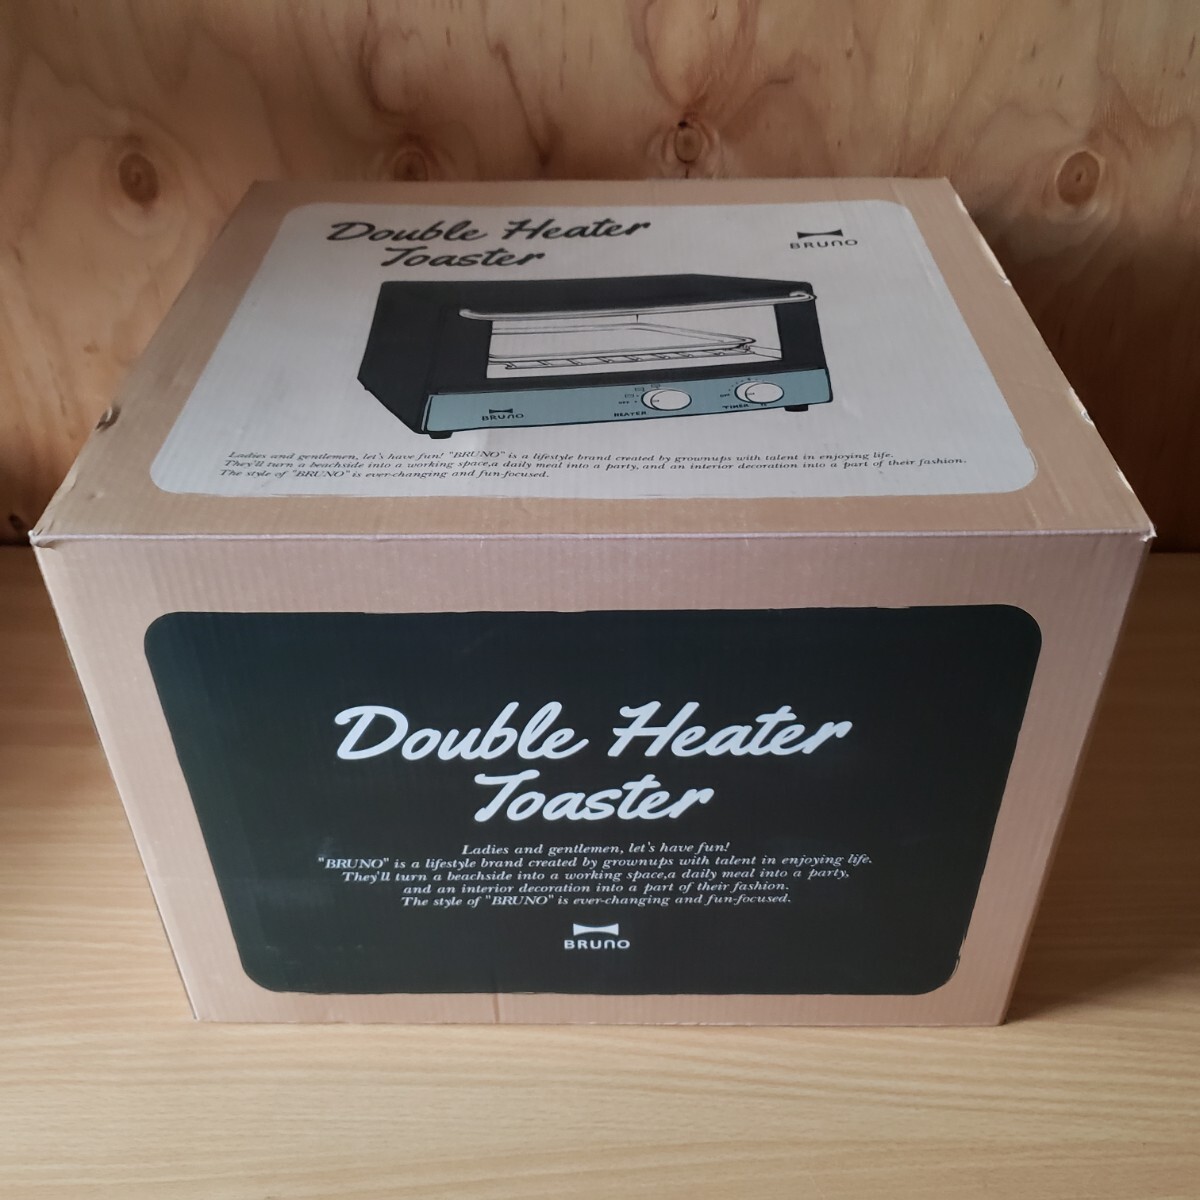 Double Heater
Toaster
BRUNO
BRUNO
HEATER
TIMER
Ladies and gentlemen, let's have fun! "BRUNO" is a lifestyle brand created by grownups with talent in enjoying life.
They'll turn a beachside into a working space,a daily meal into a party, and an interior decoration into a part of their fashion.
The style of "BRUNO" is ever-changing and fun-focused.
Double Heater
Toaster
Ladies and gentlemen, let's have fun!
"BRUNO" is a lifestyle brand created by grownups with talent in enjoying life.
They'll turn a beachside into a working space,a daily meal into a party,
and an interior decoration into a part of their fashion.
The style of "BRUNO" is ever-changing and fun-focused.
BRUNO